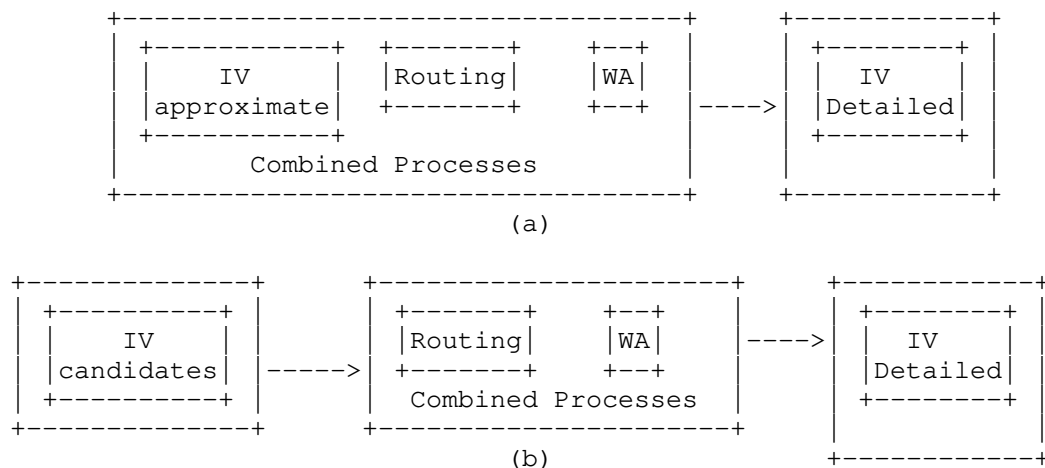 IV Routing WA IV
approximate Detailed
Combined Processes
(a)
IV Routing WA IV
candidates Detailed
Combined Processes
(b)